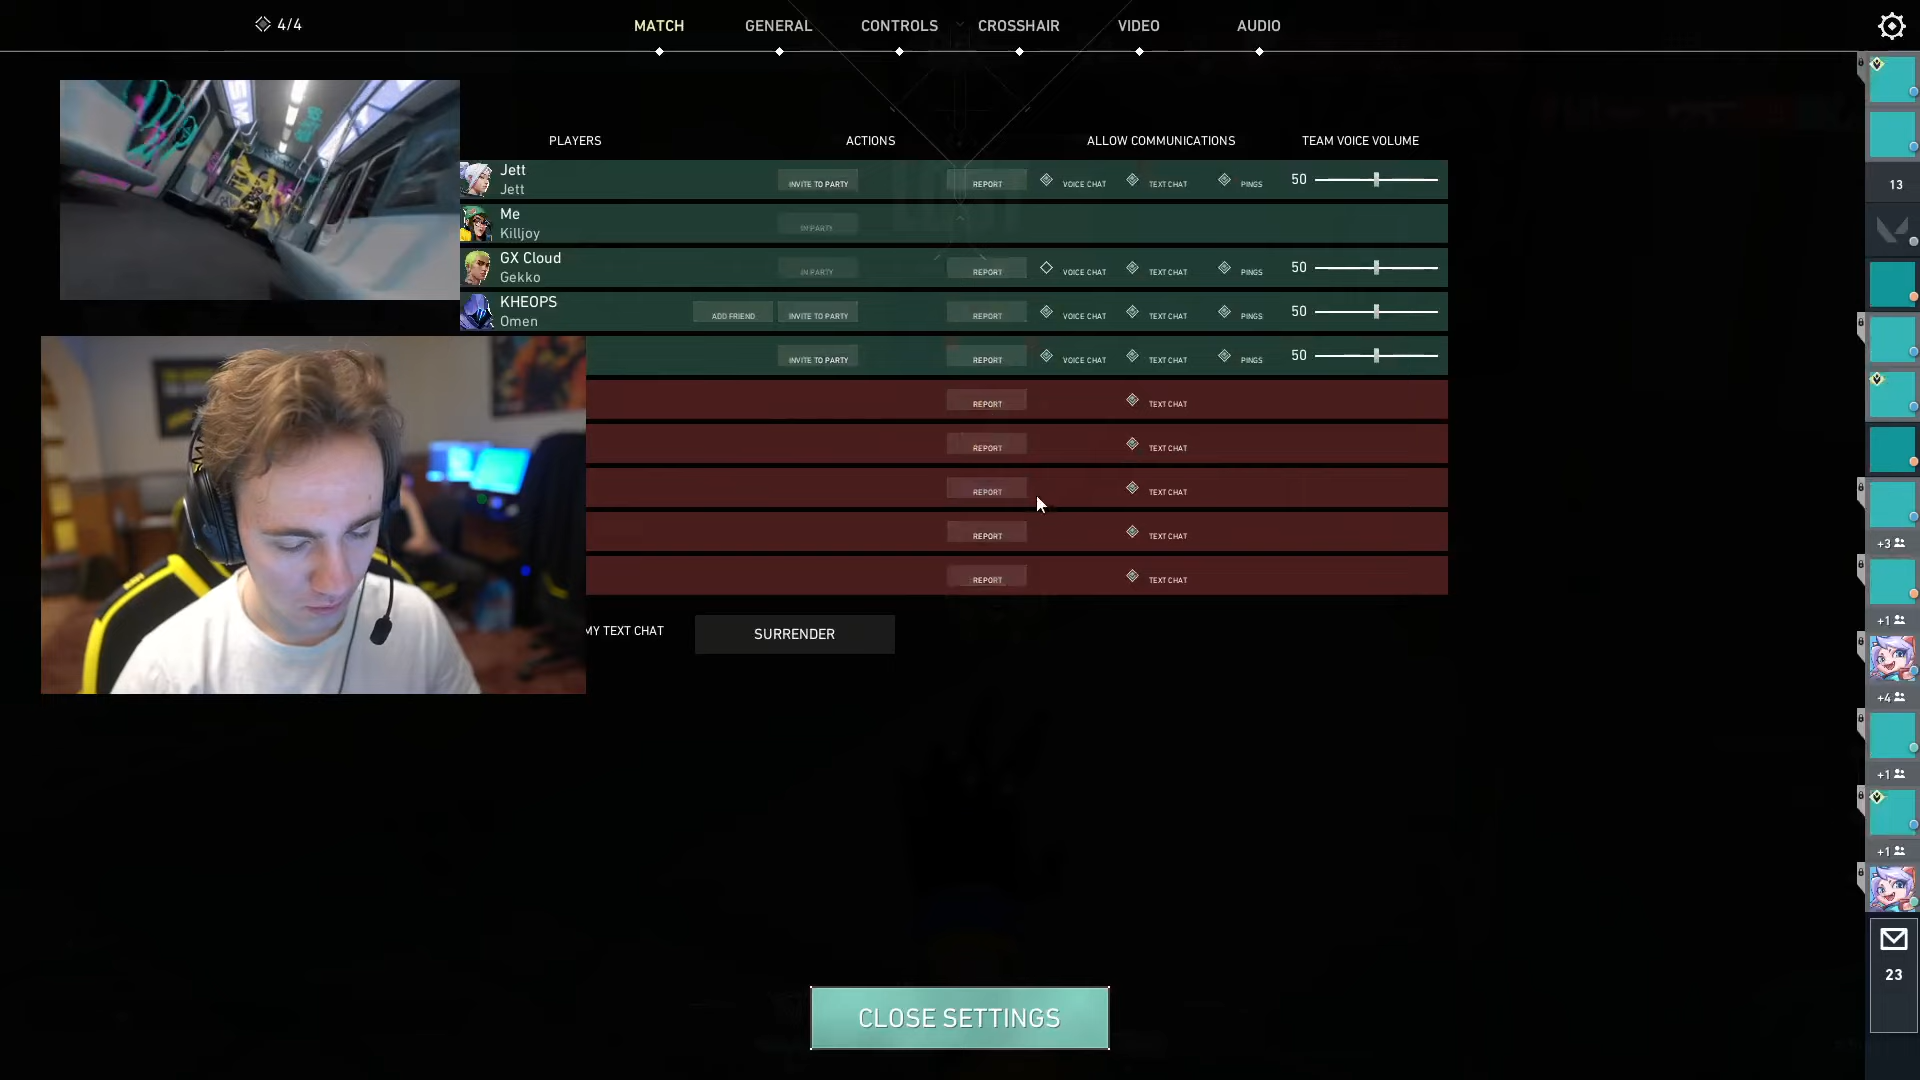 4/4
MATCH
GENERAL
CONTROLS
CROSSHAIR
VIDEO
AUDIO
PLAYERS
ACTIONS
ALLOW COMMUNICATIONS
TEAM VOICE VOLUME
Jett
Jett
INVITE TO PARTY
REPORT
VOICE CHAT
TEXT CHAT
PINGS
50
Me
Killjoy
IN PARTY
GX Cloud
Gekko
IN PARTY
REPORT
VOICE CHAT
TEXT CHAT
PINGS
50
KHEOPS
Omen
ADD FRIEND
INVITE TO PARTY
REPORT
VOICE CHAT
TEXT CHAT
PINGS
50
INVITE TO PARTY
REPORT
VOICE CHAT
TEXT CHAT
PINGS
50
REPORT
TEXT CHAT
REPORT
TEXT CHAT
REPORT
TEXT CHAT
REPORT
TEXT CHAT
REPORT
TEXT CHAT
MY TEXT CHAT
SURRENDER
CLOSE SETTINGS
13
+3
+1
+4
+1
+1
23